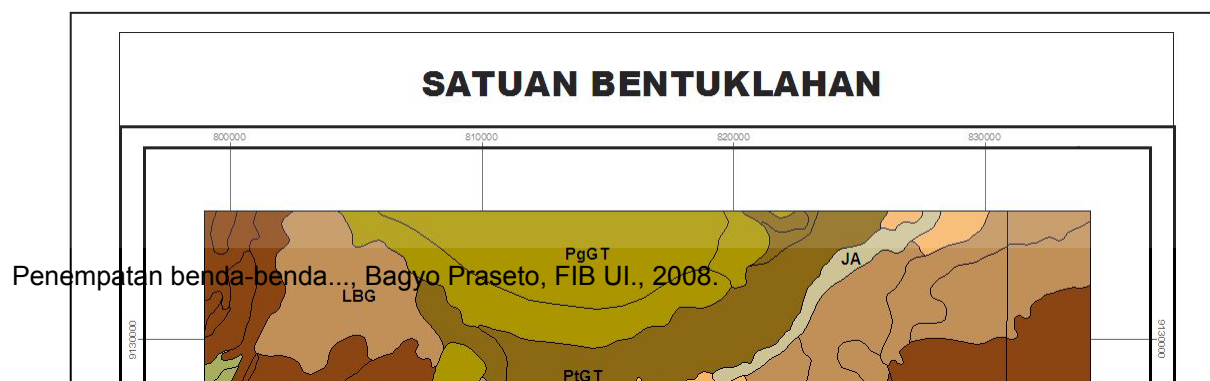 SATUAN BENTUKLAHAN
800000 810000 820000 830000
PgGT
JA
Penempatan benda-benda..., Bagyo Praseto, FIB UI., 2008.
LBG
9130000 9130000
PtGT